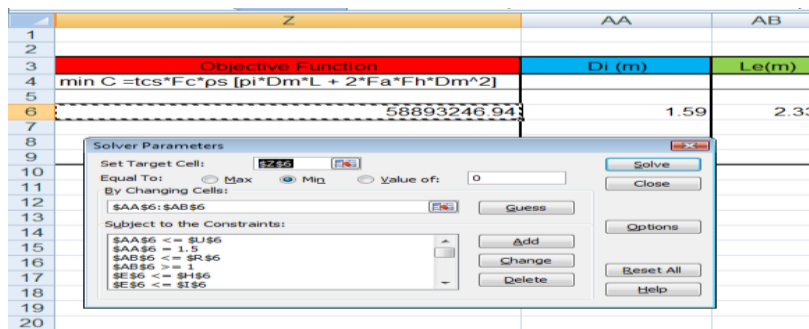 Z AA AB
1
2
3 Objective Function Di (m) Le(m)
4 min C =tcs*Fc*ρs [pi*Dm*L + 2*Fa*Fh*Dm^2]
5
6 58893246.94 1.59 2.33
7
8 Solver Parameters
9 Set Target Cell: $Z$6 Solve
10 Equal To: Max Min Value of: 0 Close
11 By Changing Cells:
12 $AA$6:$AB$6 Guess
13 Subject to the Constraints: Options
14 $AA$6 <= $U$6 Add
15 $AA$6 = 1.5 Change
16 $AB$6 <= $R$6 Reset All
17 $AB$6 >= 1 Delete
18 $E$6 <= $H$6 Help
$E$6 <= $I$6
19
20